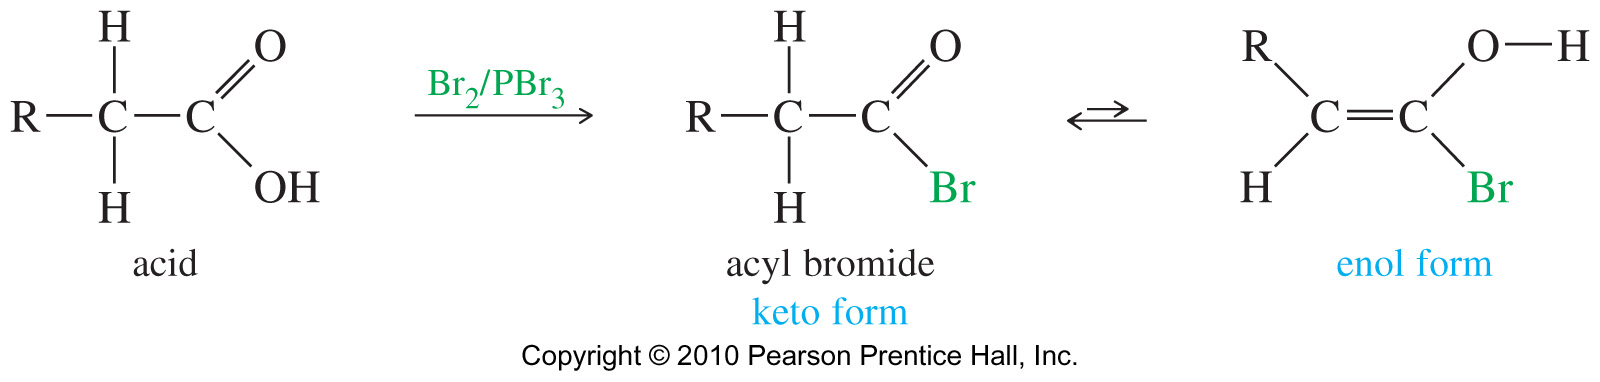 H H
O O R O—H
Br₂/PBr₃
R—C—C R—C—C C=C
OH Br H Br
H H
acid acyl bromide enol form
keto form
Copyright © 2010 Pearson Prentice Hall, Inc.